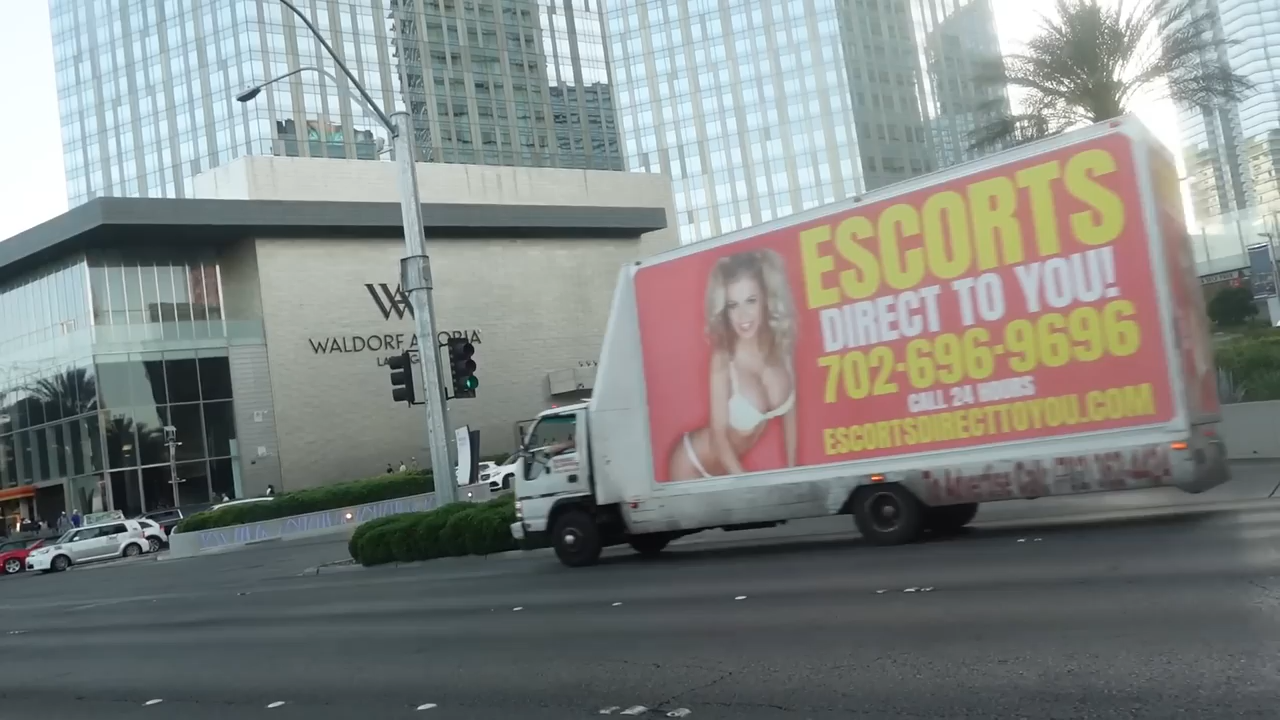 WALDORF ASTORIA
ESCORTS
DIRECT TO YOU!
702-696-9696
CALL 24 HOURS
ESCORTSDIRECTTOYOU.COM